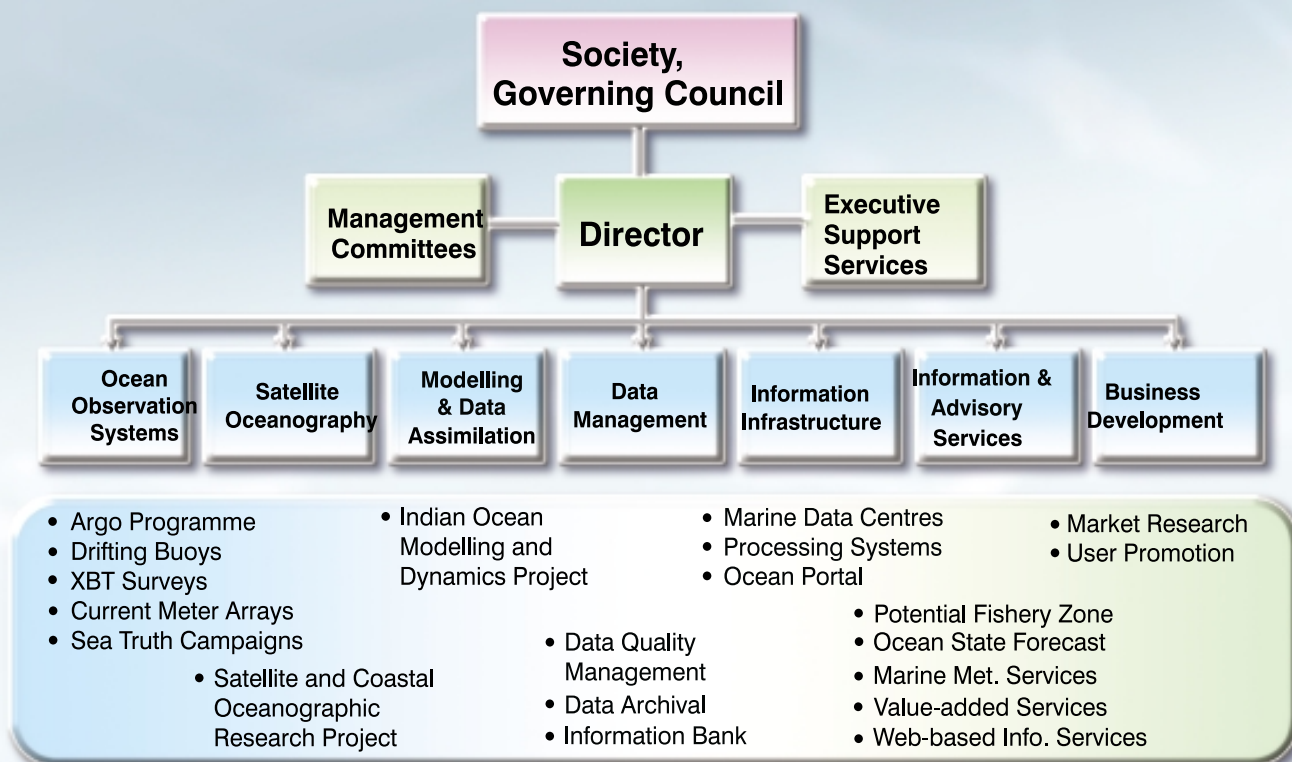 Society,
Governing Council
Management
Committees
Director
Executive
Support
Services
Ocean
Observation
Systems
Satellite
Oceanography
Modelling
& Data
Assimilation
Data
Management
Information
Infrastructure
Information &
Advisory
Services
Business
Development
• Argo Programme
• Drifting Buoys
• XBT Surveys
• Current Meter Arrays
• Sea Truth Campaigns
• Satellite and Coastal
Oceanographic
Research Project
• Indian Ocean
Modelling and
Dynamics Project
• Data Quality
Management
• Data Archival
• Information Bank
• Marine Data Centres
• Processing Systems
• Ocean Portal
• Potential Fishery Zone
• Ocean State Forecast
• Marine Met. Services
• Value-added Services
• Web-based Info. Services
• Market Research
• User Promotion